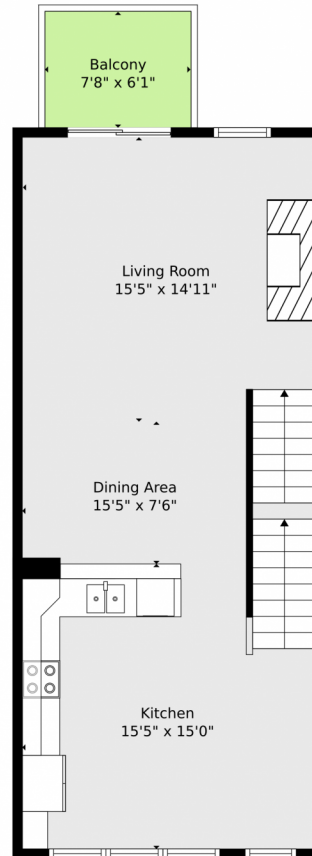 Balcony
7'8" x 6'1"
Living Room
15'5" x 14'11"
Dining Area
15'5" x 7'6"
Kitchen
15'5" x 15'0"